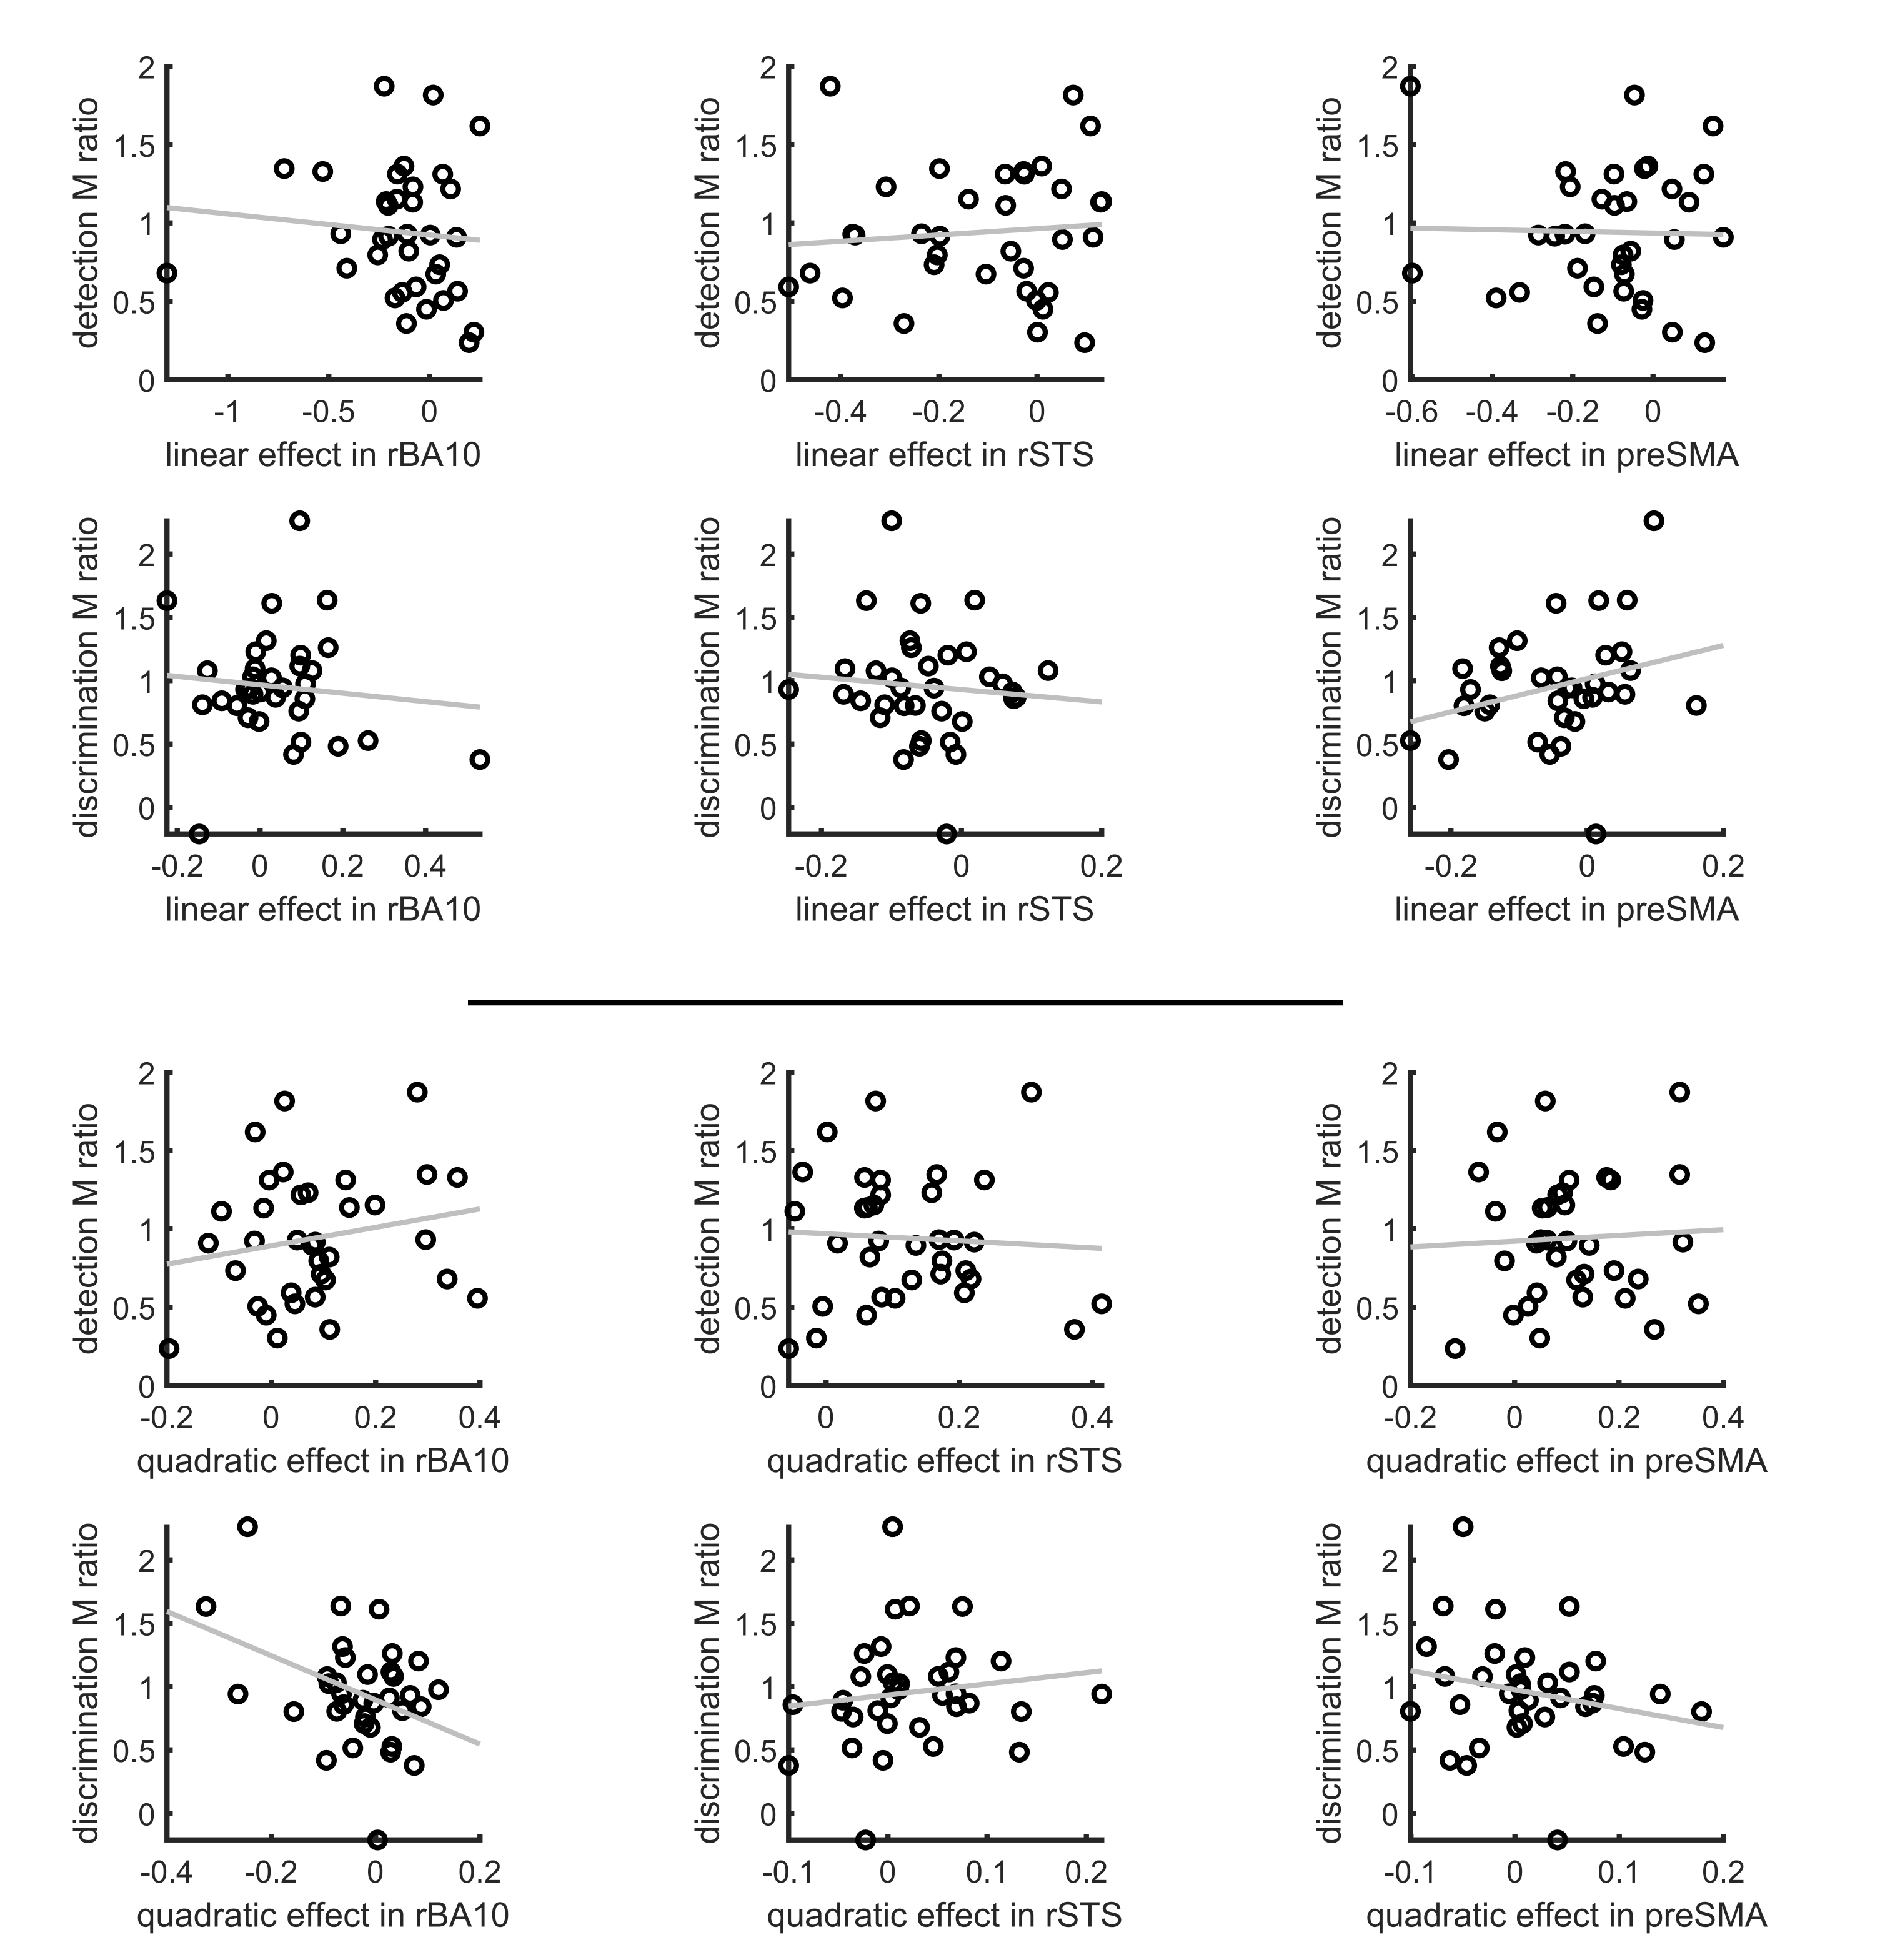 detection M ratio
2
1.5
1
0.5
0
-1 -0.5 0
linear effect in rBA10
detection M ratio
2
1.5
1
0.5
0
-0.4 -0.2 0
linear effect in rSTS
detection M ratio
2
1.5
1
0.5
0
-0.6 -0.4 -0.2 0
linear effect in preSMA
discrimination M ratio
2
1.5
1
0.5
0
-0.2 0 0.2 0.4
linear effect in rBA10
discrimination M ratio
2
1.5
1
0.5
0
-0.2 0 0.2
linear effect in rSTS
discrimination M ratio
2
1.5
1
0.5
0
-0.2 0 0.2
linear effect in preSMA
detection M ratio
2
1.5
1
0.5
0
-0.2 0 0.2 0.4
quadratic effect in rBA10
detection M ratio
2
1.5
1
0.5
0
0 0.2 0.4
quadratic effect in rSTS
detection M ratio
2
1.5
1
0.5
0
-0.2 0 0.2 0.4
quadratic effect in preSMA
discrimination M ratio
2
1.5
1
0.5
0
-0.4 -0.2 0 0.2
quadratic effect in rBA10
discrimination M ratio
2
1.5
1
0.5
0
-0.1 0 0.1 0.2
quadratic effect in rSTS
discrimination M ratio
2
1.5
1
0.5
0
-0.1 0 0.1 0.2
quadratic effect in preSMA